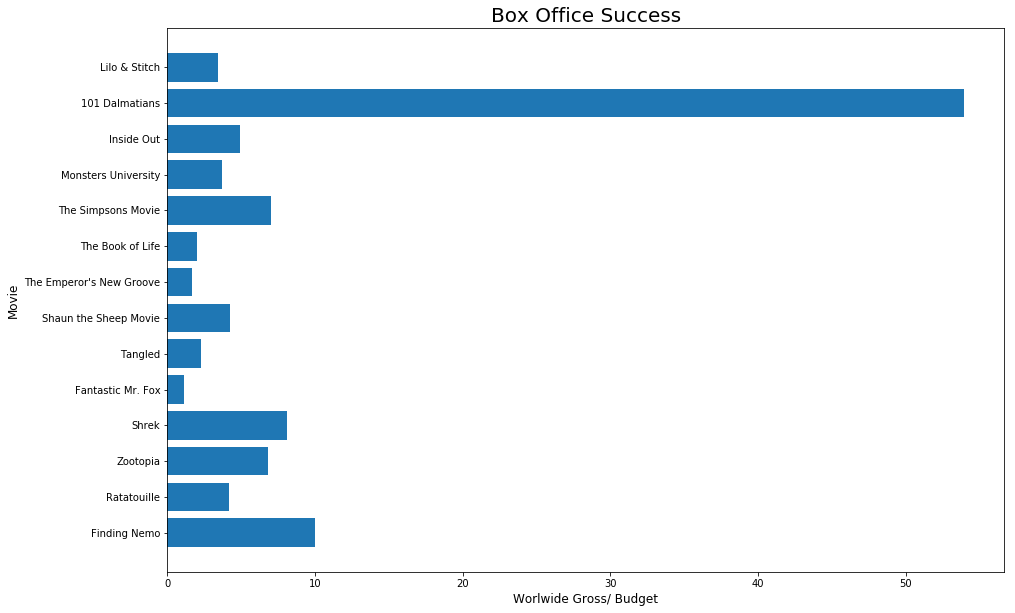 Box Office Success
Lilo & Stitch
101 Dalmatians
Inside Out
Monsters University
The Simpsons Movie
The Book of Life
The Emperor's New Groove
Shaun the Sheep Movie
Tangled
Fantastic Mr. Fox
Shrek
Zootopia
Ratatouille
Finding Nemo
Movie
0 10 20 30 40 50
Worlwide Gross/ Budget